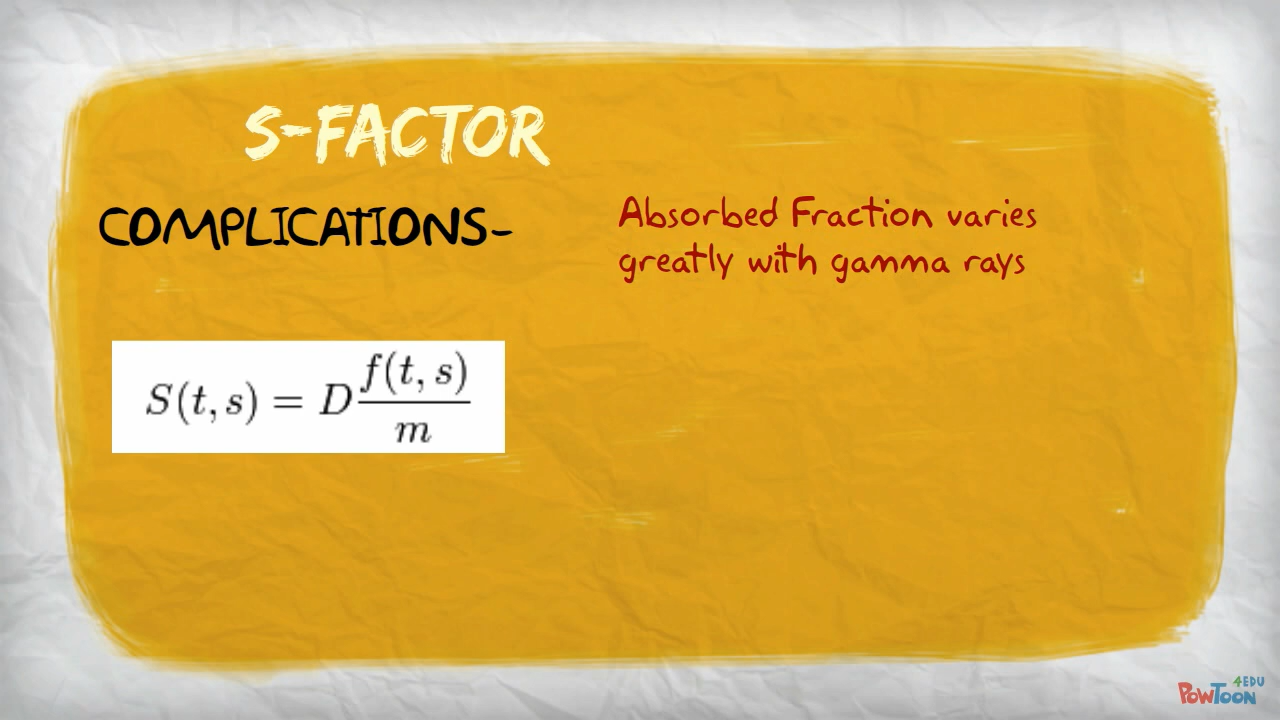 S-FACTOR
COMPLICATIONS-
Absorbed Fraction varies
greatly with gamma rays
S(t, s) = D f(t, s) / m
4EDU
POWTOON